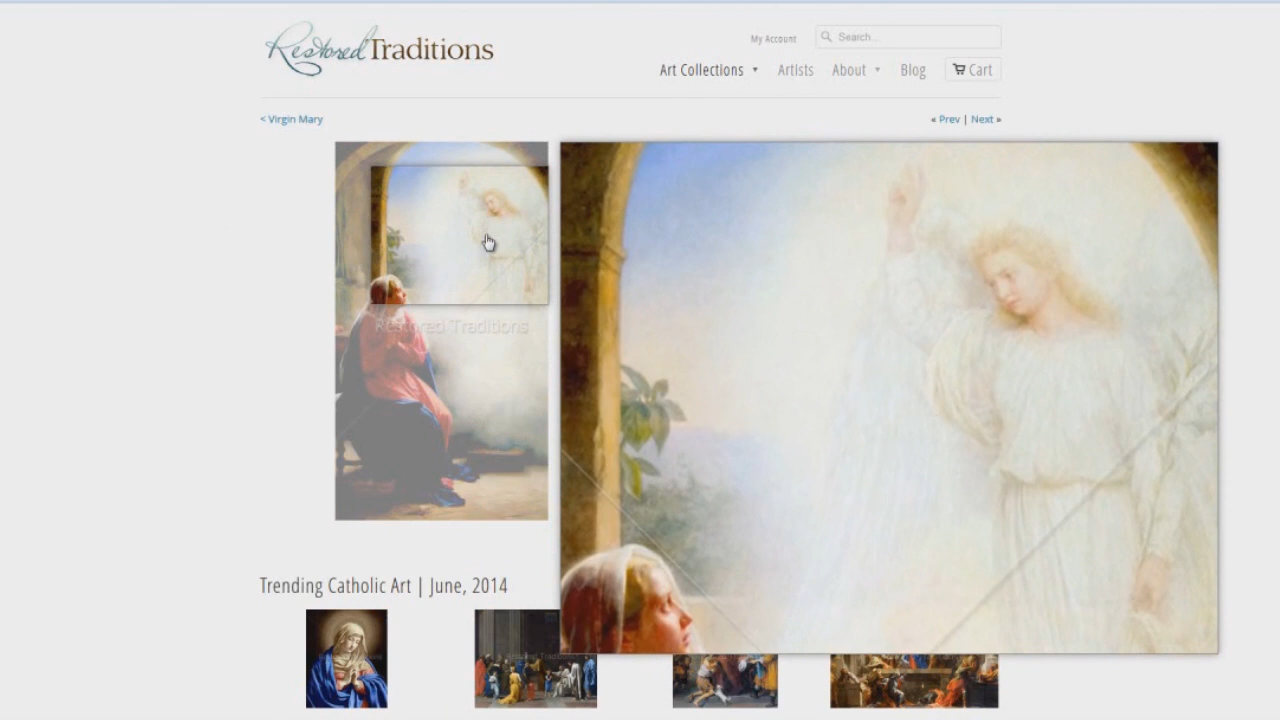 Restored Traditions
My Account
Search...
Art Collections ▼ Artists About ▼ Blog Cart
< Virgin Mary
« Prev | Next »
Restored Traditions
Trending Catholic Art | June, 2014